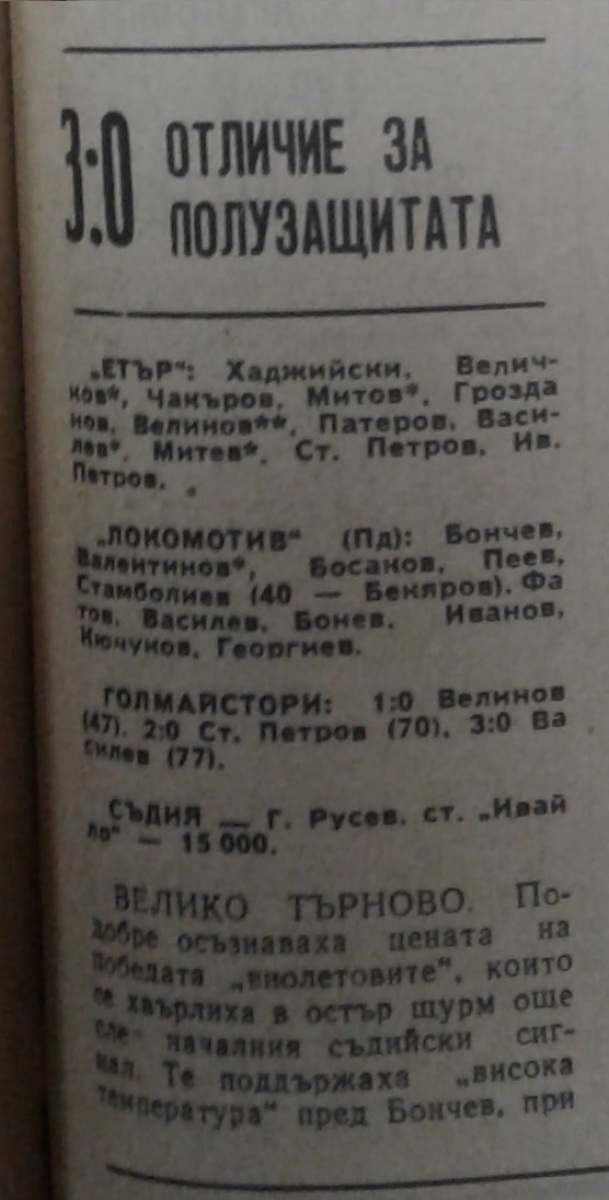 3:0 ОТЛИЧИЕ ЗА
ПОЛУЗАЩИТАТА
„ЕТЪР“: Хаджийски, Велич-
ков*, Чакъров, Митов*, Грозда
нов, Велинов**, Патеров, Васи-
лев*, Митев*, Ст. Петров, Ив.
Петров.
„ЛОКОМОТИВ“ (Пд): Бончев,
Валентинов*, Босаков, Пеев,
Стамболиев (40 — Бекяров), Фа
тов, Василев, Бонев, Иванов,
Кючуков, Георгиев.
ГОЛМАЙСТОРИ: 1:0 Велинов
(47), 2:0 Ст. Петров (70), 3:0 Ва
силев (77).
СЪДИЯ — Г. Русев, ст. „Ивай
ло“ — 15 000.
ВЕЛИКО ТЪРНОВО. По-
добре осъзнаваха цената на
победата „виолетовите“, които
се хвърлиха в остър щурм още
сле началния съдийски сиг-
нал. Те поддържаха „висока
температура“ пред Бончев, при